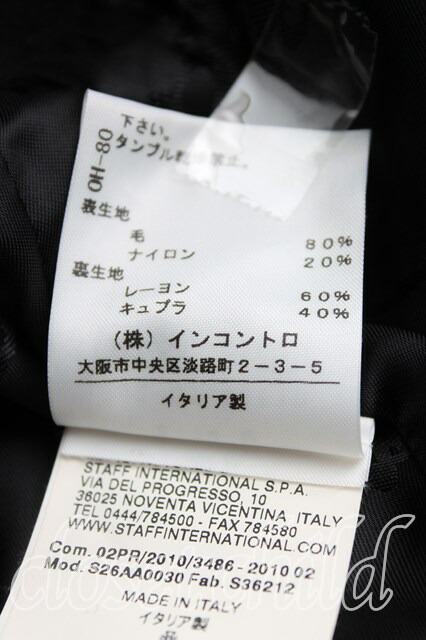 下さい。
タンブル乾燥禁止。
OH-80
表生地
毛 80%
ナイロン 20%
裏生地
レーヨン 60%
キュプラ 40%
(株)インコントロ
大阪市中央区淡路町2-3-5
イタリア製
STAFF INTERNATIONAL S.P.A.
VIA DEL PROGRESSO, 10
36025 NOVENTA VICENTINA, ITALY
TEL 0444/784500 - FAX 784580
WWW.STAFFINTERNATIONAL.COM
Com. 02PR/2010/3486 - 2010 02
Mod. S26AA0030 Fab. S36212
MADE IN ITALY
イタリア製
closetchild